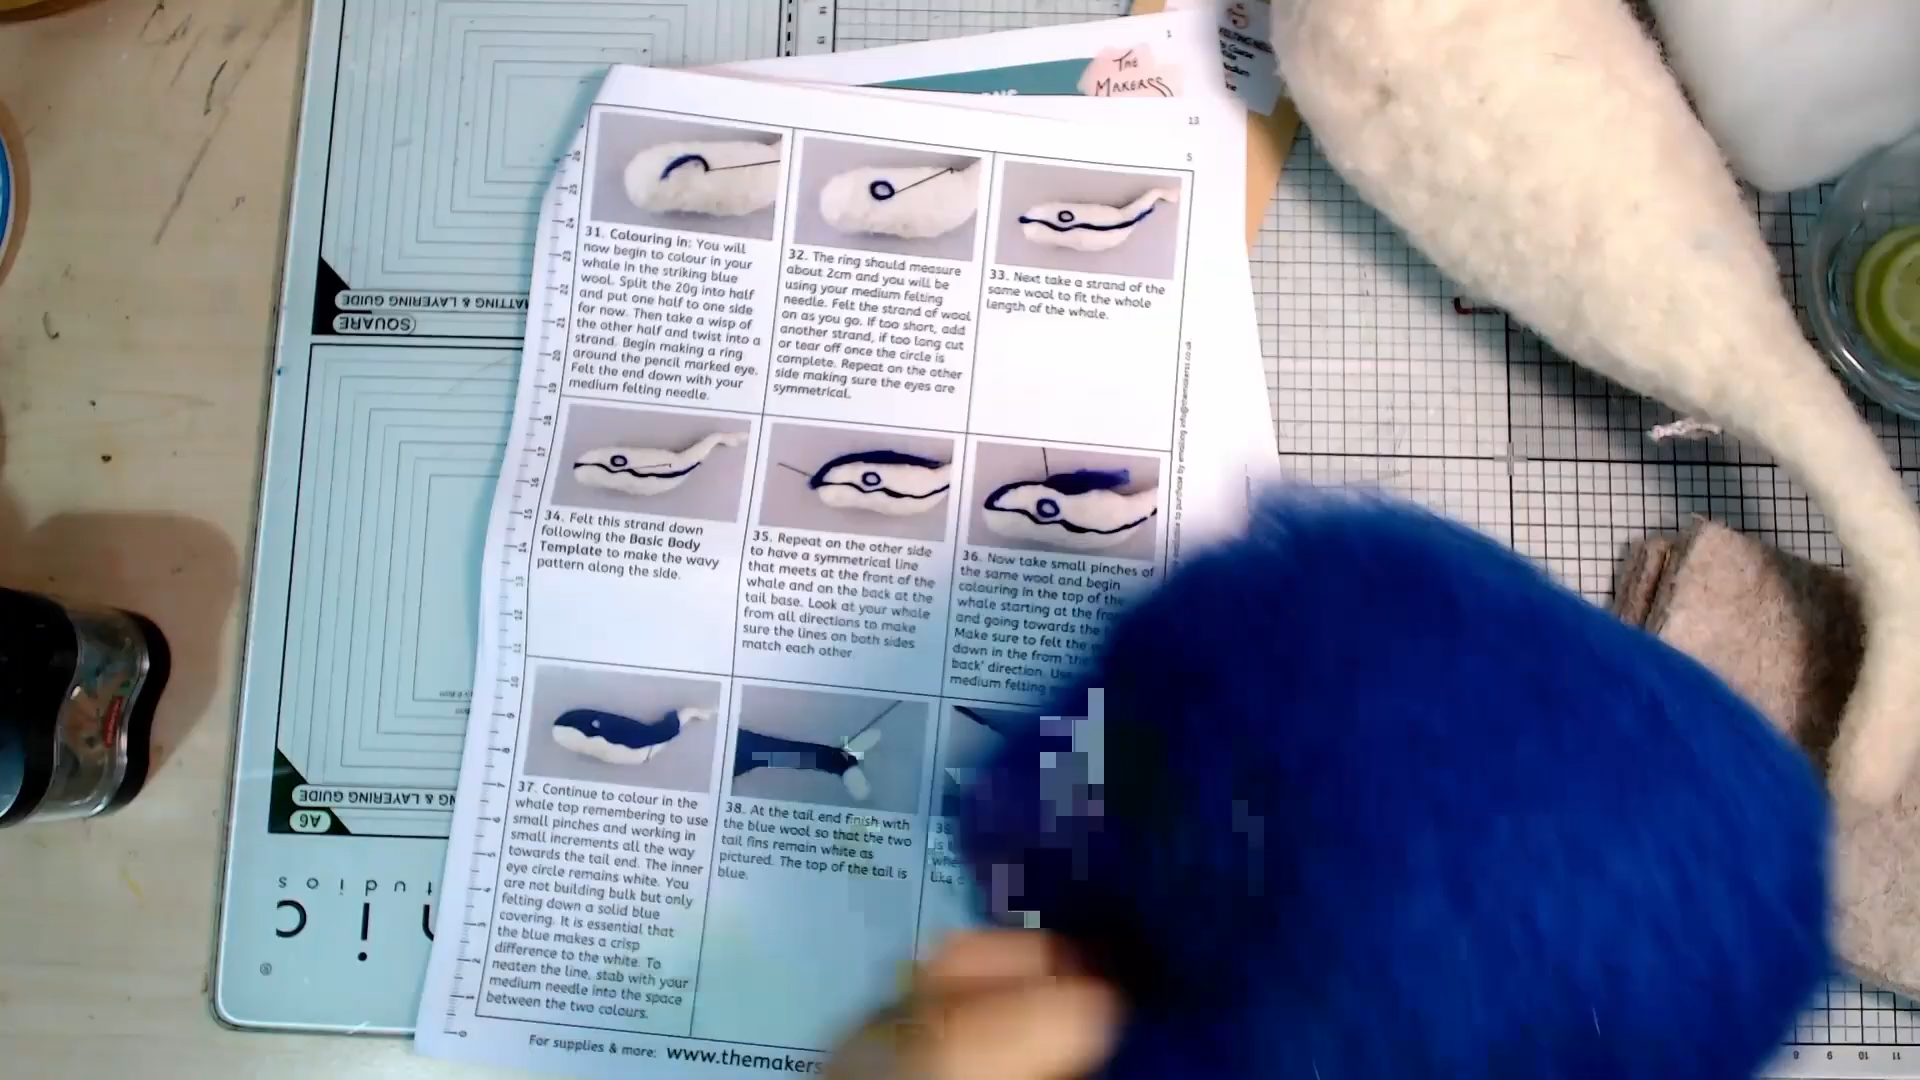 1
The
MAKERSS
13
5
31. Colouring in: You will
now begin to colour in your
whale in the striking blue
wool. Split the 20g into half
and put one half to one side
for now. Then take a wisp of
the other half and twist into a
strand. Begin making a ring
around the pencil marked eye.
Felt the end down with your
medium felting needle.
32. The ring should measure
about 2cm and you will be
using your medium felting
needle. Felt the strand of wool
on as you go. If too short, add
another strand, if too long cut
or tear off once the circle is
complete. Repeat on the other
side making sure the eyes are
symmetrical.
33. Next take a strand of the
same wool to fit the whole
length of the whale.
34. Felt this strand down
following the Basic Body
Template to make the wavy
pattern along the side.
35. Repeat on the other side
to have a symmetrical line
that meets at the front of the
whale and on the back at the
tail base. Look at your whale
from all directions to make
sure the lines on both sides
match each other.
36. Now take small pinches of
the same wool and begin
colouring in the top of the
whale starting at the
and going towards the
Make sure to felt the
down in the from 'the
back' direction.
medium felting
37. Continue to colour in the
whale top remembering to use
small pinches and working in
small increments all the way
towards the tail end. The inner
eye circle remains white. You
are not building bulk but only
felting down a solid blue
covering. It is essential that
the blue makes a crisp
difference to the white. To
neaten the line, stab with your
medium needle into the space
between the two colours.
38. At the tail end finish with
the blue wool so that the two
tail fins remain white as
pictured. The top of the tail is
blue.
For supplies & more: www.themakers
MATTING & LAYERING GUIDE
SQUARE
& LAYERING GUIDE
A6